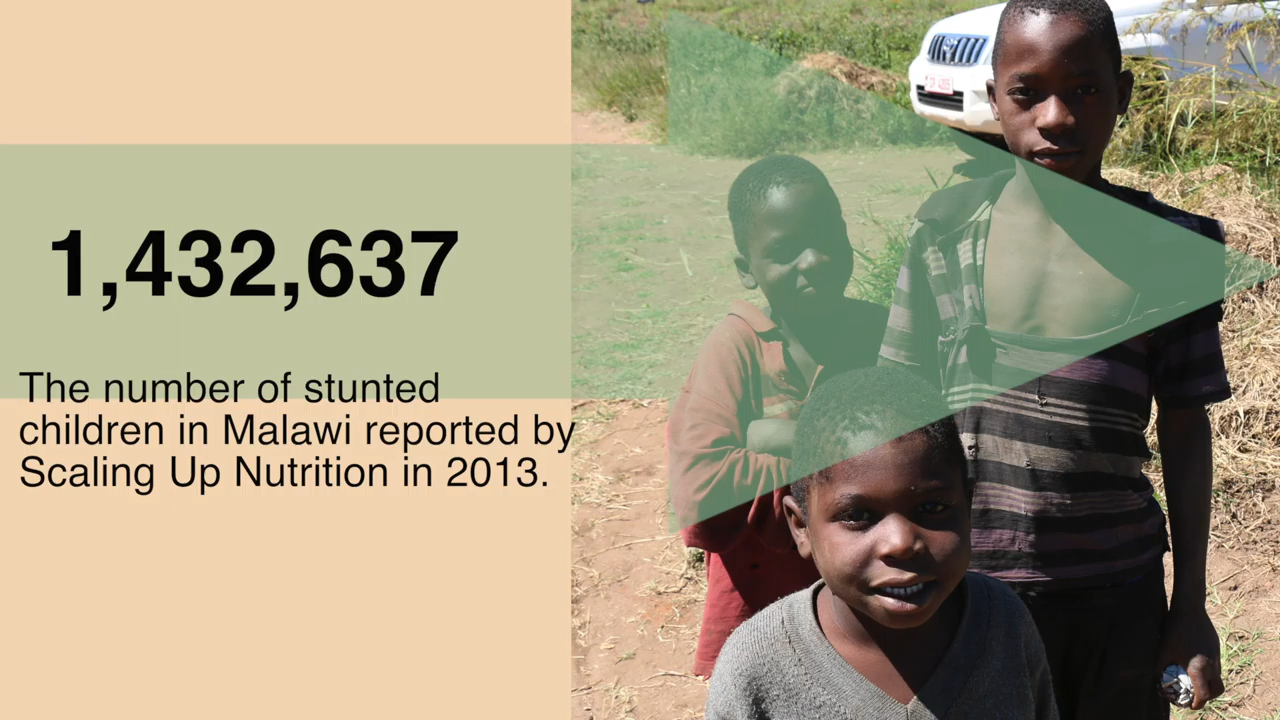 1,432,637
The number of stunted
children in Malawi reported by
Scaling Up Nutrition in 2013.